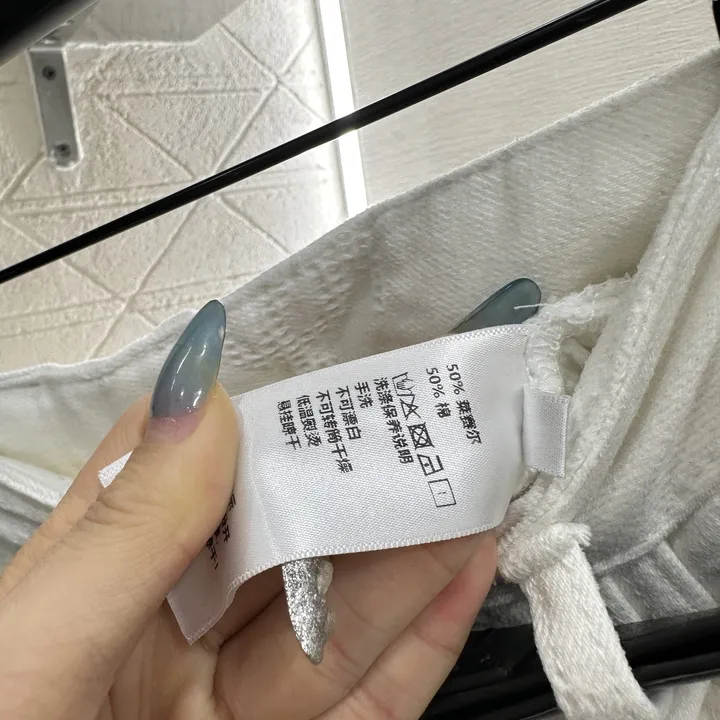 50% 莱赛尔
50% 棉
洗涤保养说明
手洗
不可漂白
不可转筒干燥
低温熨烫
悬挂晾干